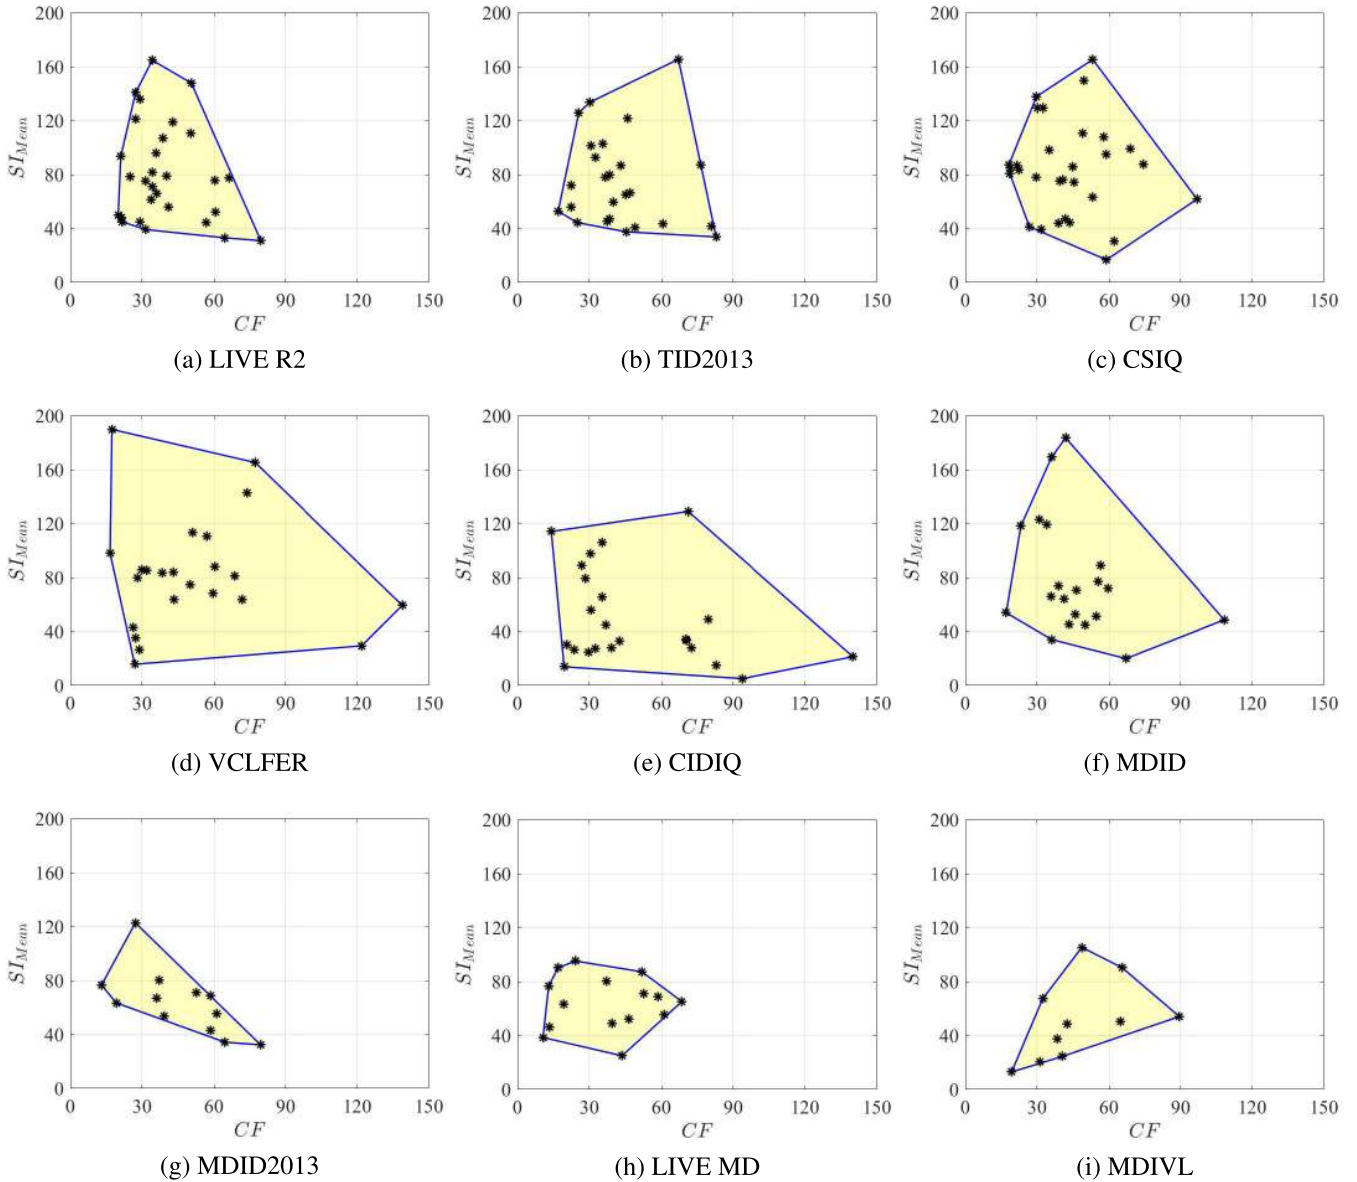 200 200 200
160 160 160
120 120 120
80 80 80
40 40 40
0 0 0
SI_Mean SI_Mean SI_Mean
0 30 60 90 120 150 0 30 60 90 120 150 0 30 60 90 120 150
CF CF CF
(a) LIVE R2 (b) TID2013 (c) CSIQ
200 200 200
160 160 160
120 120 120
80 80 80
40 40 40
0 0 0
SI_Mean SI_Mean SI_Mean
0 30 60 90 120 150 0 30 60 90 120 150 0 30 60 90 120 150
CF CF CF
(d) VCLFER (e) CIDIQ (f) MDID
200 200 200
160 160 160
120 120 120
80 80 80
40 40 40
0 0 0
SI_Mean SI_Mean SI_Mean
0 30 60 90 120 150 0 30 60 90 120 150 0 30 60 90 120 150
CF CF CF
(g) MDID2013 (h) LIVE MD (i) MDIVL